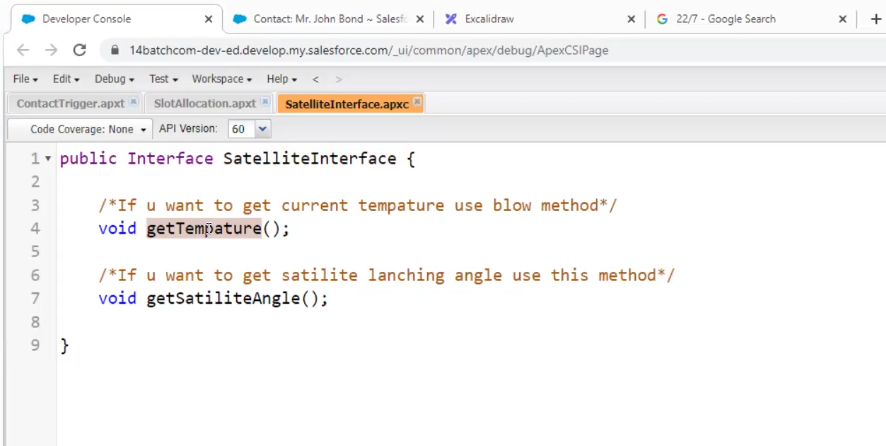 Developer Console
Contact: Mr. John Bond ~ Salesf
Excalidraw
22/7 - Google Search
14batchcom-dev-ed.develop.my.salesforce.com/_ui/common/apex/debug/ApexCSIPage
File Edit Debug Test Workspace Help < >
ContactTrigger.apxt SlotAllocation.apxt SatelliteInterface.apxc
Code Coverage: None API Version: 60
1 public Interface SatelliteInterface {
2
3 /*If u want to get current tempature use blow method*/
4 void getTempature();
5
6 /*If u want to get satilite lanching angle use this method*/
7 void getSatiliteAngle();
8
9 }